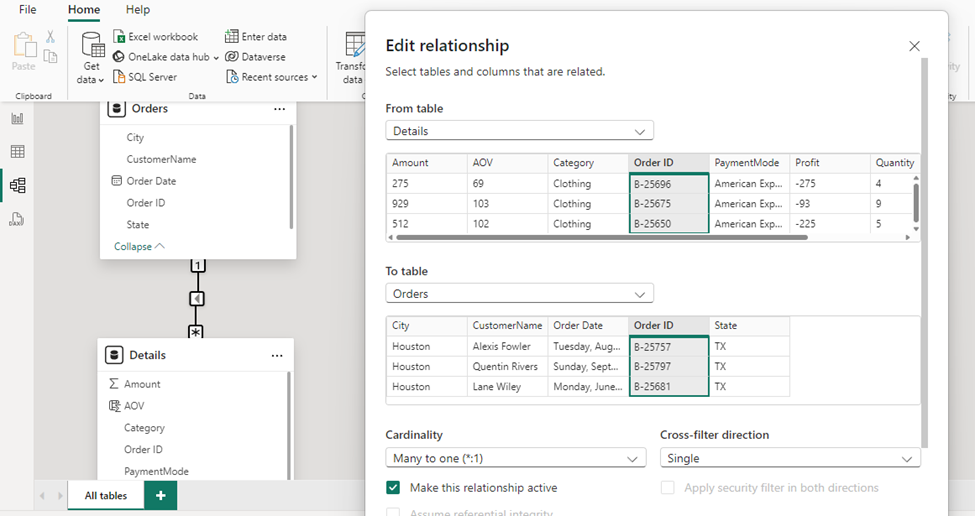 File Home Help
Paste
Get data
Excel workbook
OneLake data hub
SQL Server
Enter data
Dataverse
Recent sources
Transfo
data
Clipboard
Data
Orders
City
CustomerName
Order Date
Order ID
State
Collapse
1
*
Details
Amount
AOV
Category
Order ID
PaymentMode
All tables
+
Edit relationship
Select tables and columns that are related.
From table
Details
Amount AOV Category Order ID PaymentMode Profit Quantity
275 69 Clothing B-25696 American Exp... -275 4
929 103 Clothing B-25675 American Exp... -93 9
512 102 Clothing B-25650 American Exp... -225 5
To table
Orders
City CustomerName Order Date Order ID State
Houston Alexis Fowler Tuesday, Aug... B-25757 TX
Houston Quentin Rivers Sunday, Sept... B-25797 TX
Houston Lane Wiley Monday, June... B-25681 TX
Cardinality
Many to one (*:1)
Cross-filter direction
Single
Make this relationship active
Apply security filter in both directions
Assume referential integrity